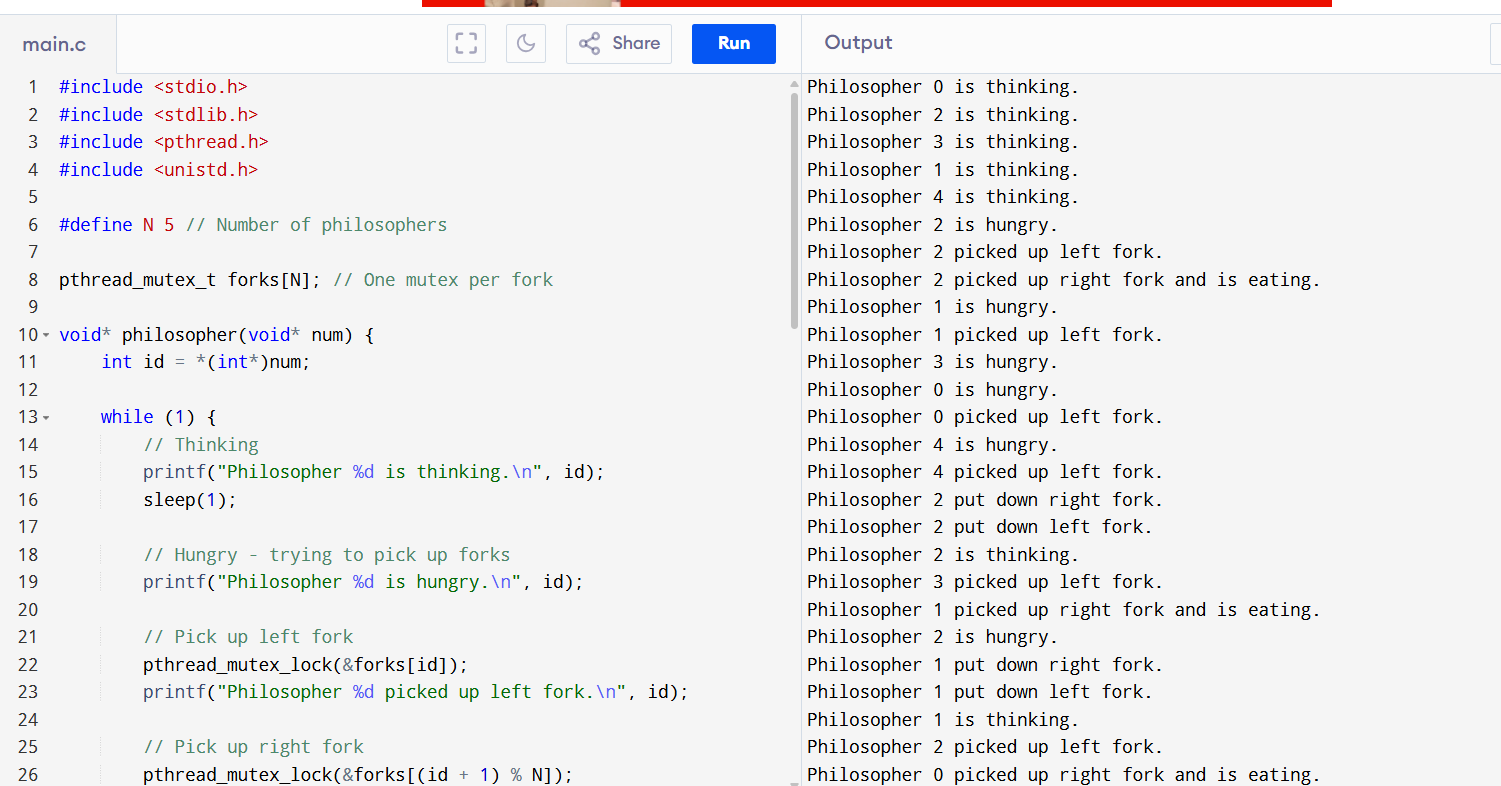 main.c
Share
Run
Output
1 #include <stdio.h>
2 #include <stdlib.h>
3 #include <pthread.h>
4 #include <unistd.h>
5
6 #define N 5 // Number of philosophers
7
8 pthread_mutex_t forks[N]; // One mutex per fork
9
10 void* philosopher(void* num) {
11     int id = *(int*)num;
12
13     while (1) {
14         // Thinking
15         printf("Philosopher %d is thinking.\n", id);
16         sleep(1);
17
18         // Hungry - trying to pick up forks
19         printf("Philosopher %d is hungry.\n", id);
20
21         // Pick up left fork
22         pthread_mutex_lock(&forks[id]);
23         printf("Philosopher %d picked up left fork.\n", id);
24
25         // Pick up right fork
26         pthread_mutex_lock(&forks[(id + 1) % N]);
Philosopher 0 is thinking.
Philosopher 2 is thinking.
Philosopher 3 is thinking.
Philosopher 1 is thinking.
Philosopher 4 is thinking.
Philosopher 2 is hungry.
Philosopher 2 picked up left fork.
Philosopher 2 picked up right fork and is eating.
Philosopher 1 is hungry.
Philosopher 1 picked up left fork.
Philosopher 3 is hungry.
Philosopher 0 is hungry.
Philosopher 0 picked up left fork.
Philosopher 4 is hungry.
Philosopher 4 picked up left fork.
Philosopher 2 put down right fork.
Philosopher 2 put down left fork.
Philosopher 2 is thinking.
Philosopher 3 picked up left fork.
Philosopher 1 picked up right fork and is eating.
Philosopher 2 is hungry.
Philosopher 1 put down right fork.
Philosopher 1 put down left fork.
Philosopher 1 is thinking.
Philosopher 2 picked up left fork.
Philosopher 0 picked up right fork and is eating.